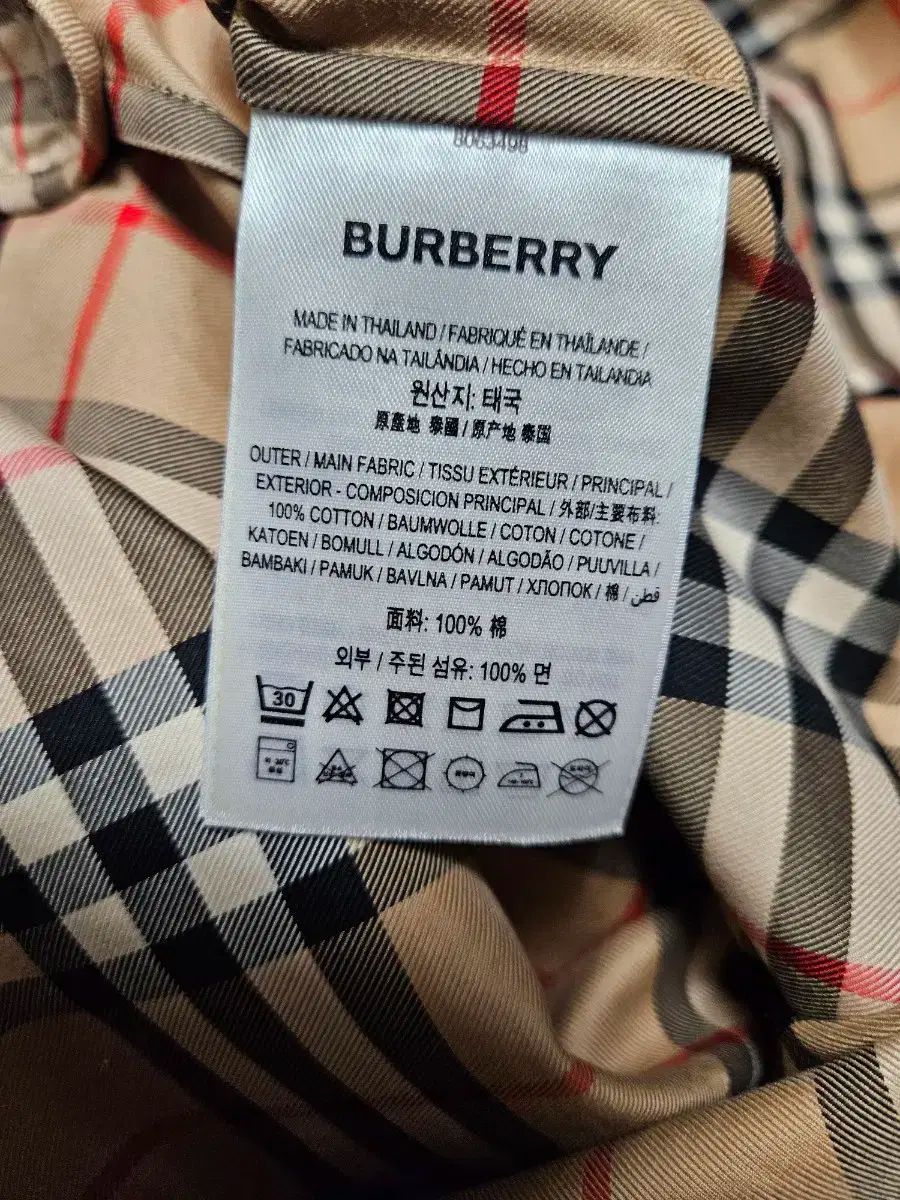 8063498
BURBERRY
MADE IN THAILAND / FABRIQUÉ EN THAÏLANDE /
FABRICADO NA TAILÂNDIA / HECHO EN TAILANDIA
원산지: 태국
原產地 泰國 / 原产地 泰国
OUTER / MAIN FABRIC / TISSU EXTÉRIEUR / PRINCIPAL /
EXTERIOR - COMPOSICION PRINCIPAL / 外部/主要布料:
100% COTTON / BAUMWOLLE / COTON / COTONE /
KATOEN / BOMULL / ALGODÓN / ALGODÃO / PUUVILLA /
ΒΑΜΒΑΚΙ / PAMUK / BAVLNA / PAMUT / ХЛОПОК / 棉 / قطن
面料: 100% 棉
외부 / 주된 섬유: 100% 면
30